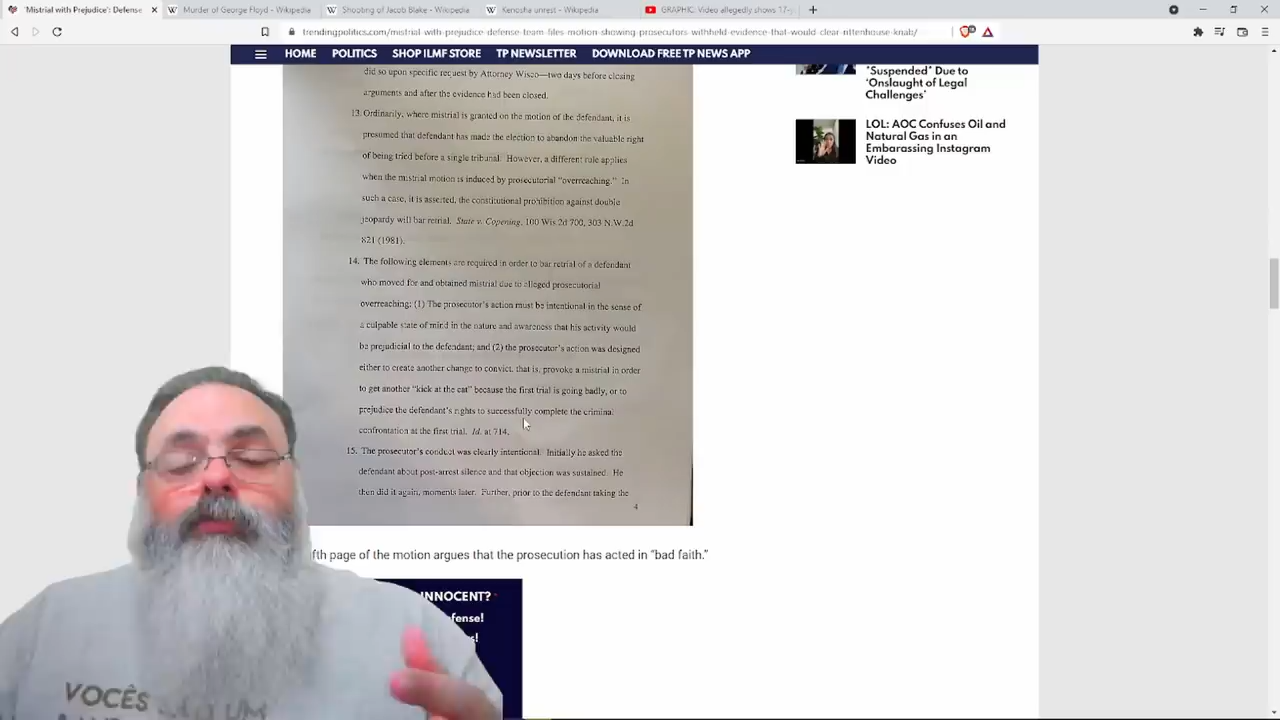 'Mistrial with Prejudice': Defense
Murder of George Floyd - Wikipedia
Shooting of Jacob Blake - Wikipedia
Kenosha unrest - Wikipedia
GRAPHIC: Video allegedly shows 17-
trendingpolitics.com/mistrial-with-prejudice-defense-team-files-motion-showing-prosecutors-withheld-evidence-that-would-clear-rittenhouse-knab/
HOME POLITICS SHOP ILMF STORE TP NEWSLETTER DOWNLOAD FREE TP NEWS APP
did so upon specific request by Attorney Wisco—two days before closing
arguments and after the evidence had been closed.
13. Ordinarily, where mistrial is granted on the motion of the defendant, it is
presumed that defendant has made the election to abandon the valuable right
of being tried before a single tribunal. However, a different rule applies
when the mistrial motion is induced by prosecutorial "overreaching." In
such a case, it is asserted, the constitutional prohibition against double
jeopardy will bar retrial. State v. Copening, 100 Wis.2d 700, 303 N.W.2d
821 (1981).
14. The following elements are required in order to bar retrial of a defendant
who moved for and obtained mistrial due to alleged prosecutorial
overreaching: (1) The prosecutor's action must be intentional in the sense of
a culpable state of mind in the nature and awareness that his activity would
be prejudicial to the defendant; and (2) the prosecutor's action was designed
either to create another change to convict, that is, provoke a mistrial in order
to get another "kick at the cat" because the first trial is going badly, or to
prejudice the defendant's rights to successfully complete the criminal
confrontation at the first trial. Id. at 714.
15. The prosecutor's conduct was clearly intentional. Initially he asked the
defendant about post-arrest silence and that objection was sustained. He
then did it again, moments later. Further, prior to the defendant taking the
4
fth page of the motion argues that the prosecution has acted in "bad faith."
INNOCENT?
fense!
s!
"Suspended" Due to
'Onslaught of Legal
Challenges'
LOL: AOC Confuses Oil and
Natural Gas in an
Embarassing Instagram
Video
VOCÊS
UM